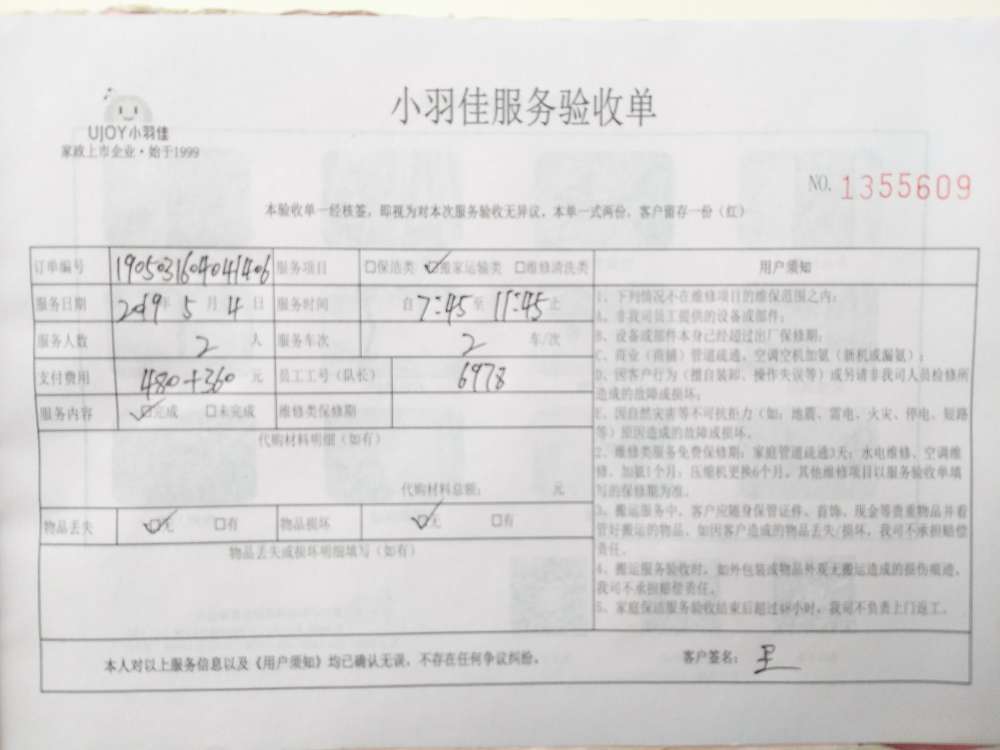 小羽佳服务验收单
UJOY小羽佳
家政上市企业·始于1999
NO. 1355609
本验收单一经核签，即视为对本次服务验收无异议，本单一式两份，客户留存一份（红）
订单编号 190503160404406 服务项目 □保洁类 ☑搬家运输类 □维修清洗类
服务日期 2019年 5 月 4 日 服务时间 自 7:45 至 11:45 止
服务人数 2 人 服务车次 2 车/次
支付费用 480+360 元 员工工号（队长） 6978
服务内容 ☑完成 □未完成 维修类保修期
代购材料明细（如有）
代购材料总额： 元
物品丢失 ☑无 □有 物品损坏 ☑无 □有
物品丢失或损坏明细填写（如有）
用户须知
1、下列情况不在维修项目的维保范围之内：
A、非我司员工提供的设备或部件；
B、设备或部件本身已经超过出厂保修期；
C、商业（商铺）管道疏通，空调空机加氨（新机或漏氨）；
D、因客户行为（擅自装卸、操作失误等）或另请非我司人员检修所
造成的故障或损坏；
E、因自然灾害等不可抗拒力（如：地震、雷电、火灾、停电、短路
等）原因造成的故障或损坏。
2、维修类服务免费保修期：家庭管道疏通3天；水电维修、空调维
修、加氨1个月；压缩机更换6个月。其他维修项目以服务验收单填
写的保修期为准。
3、搬运服务中，客户应随身保管证件、首饰、现金等贵重物品并看
管好搬运的物品，如因客户造成的物品丢失/损坏，我司不承担赔偿
责任。
4、搬运服务验收时，如外包装或物品外观无搬运造成的损伤痕迹，
我司不承担赔偿责任。
5、家庭保洁服务验收结束后超过48小时，我司不负责上门返工。
本人对以上服务信息以及《用户须知》均已确认无误，不存在任何争议纠纷。 客户签名：